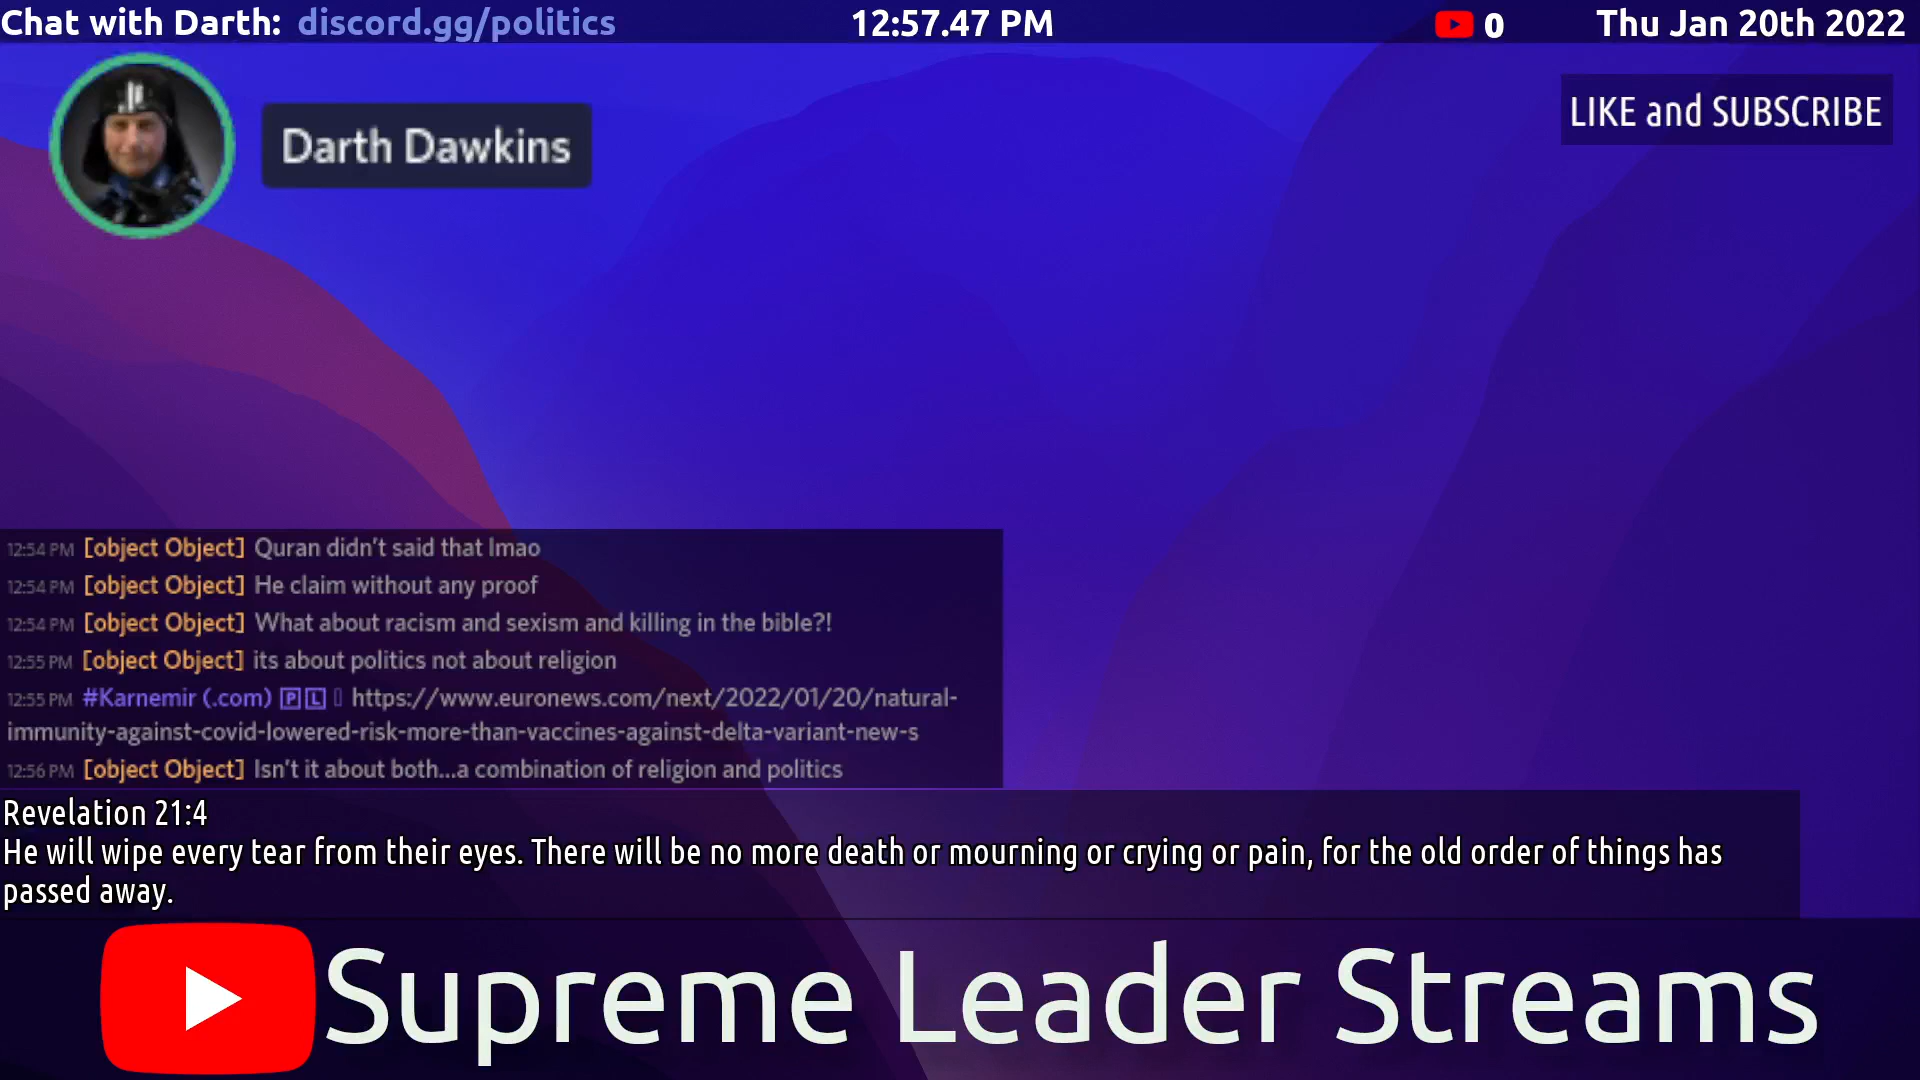 Chat with Darth: discord.gg/politics 12:57.47 PM 0 Thu Jan 20th 2022
Darth Dawkins
LIKE and SUBSCRIBE
12:54 PM [object Object] Quran didn't said that lmao
12:54 PM [object Object] He claim without any proof
12:54 PM [object Object] What about racism and sexism and killing in the bible?!
12:55 PM [object Object] its about politics not about religion
12:55 PM #Karnemir (.com) 🄿🄻 https://www.euronews.com/next/2022/01/20/natural-
immunity-against-covid-lowered-risk-more-than-vaccines-against-delta-variant-new-s
12:56 PM [object Object] Isn't it about both...a combination of religion and politics
Revelation 21:4
He will wipe every tear from their eyes. There will be no more death or mourning or crying or pain, for the old order of things has
passed away.
Supreme Leader Streams